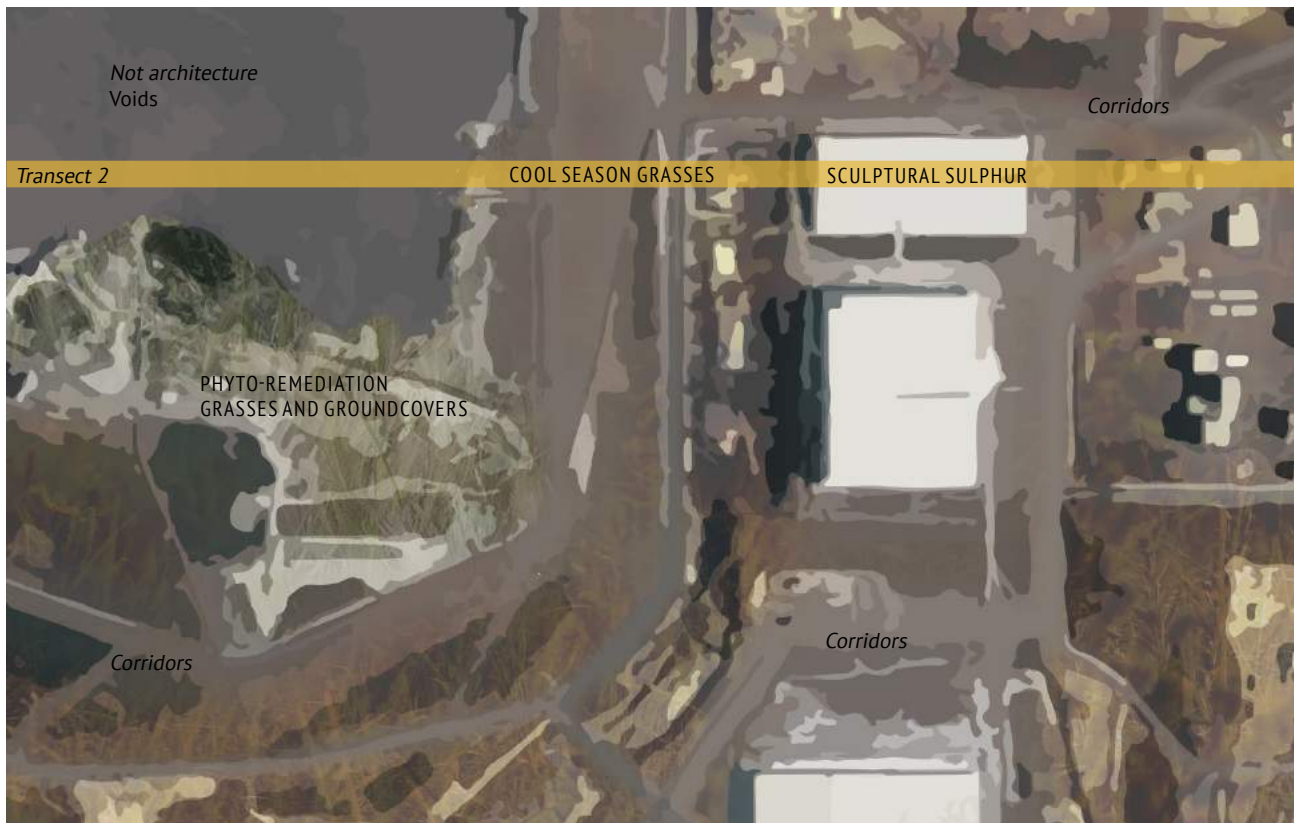 Not architecture
Voids
Corridors
Transect 2
COOL SEASON GRASSES
SCULPTURAL SULPHUR
PHYTO-REMEDIATION
GRASSES AND GROUNDCOVERS
Corridors
Corridors